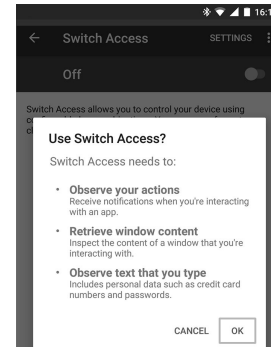 16:1
Switch Access SETTINGS
Off
Switch Access allows you to control your device using
Use Switch Access?
Switch Access needs to:
• Observe your actions
Receive notifications when you're interacting
with an app.
• Retrieve window content
Inspect the content of a window that you're
interacting with.
• Observe text that you type
Includes personal data such as credit card
numbers and passwords.
CANCEL OK